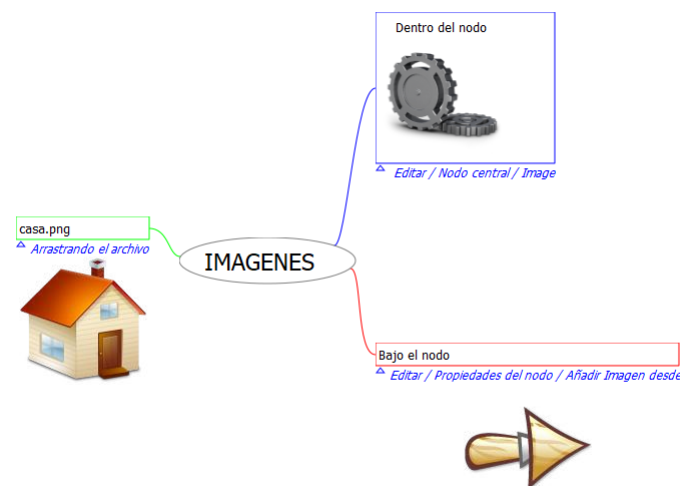 Dentro del nodo
Editar / Nodo central / Image
casa.png
Arrastrando el archivo
IMAGENES
Bajo el nodo
Editar / Propiedades del nodo / Añadir Imagen desde